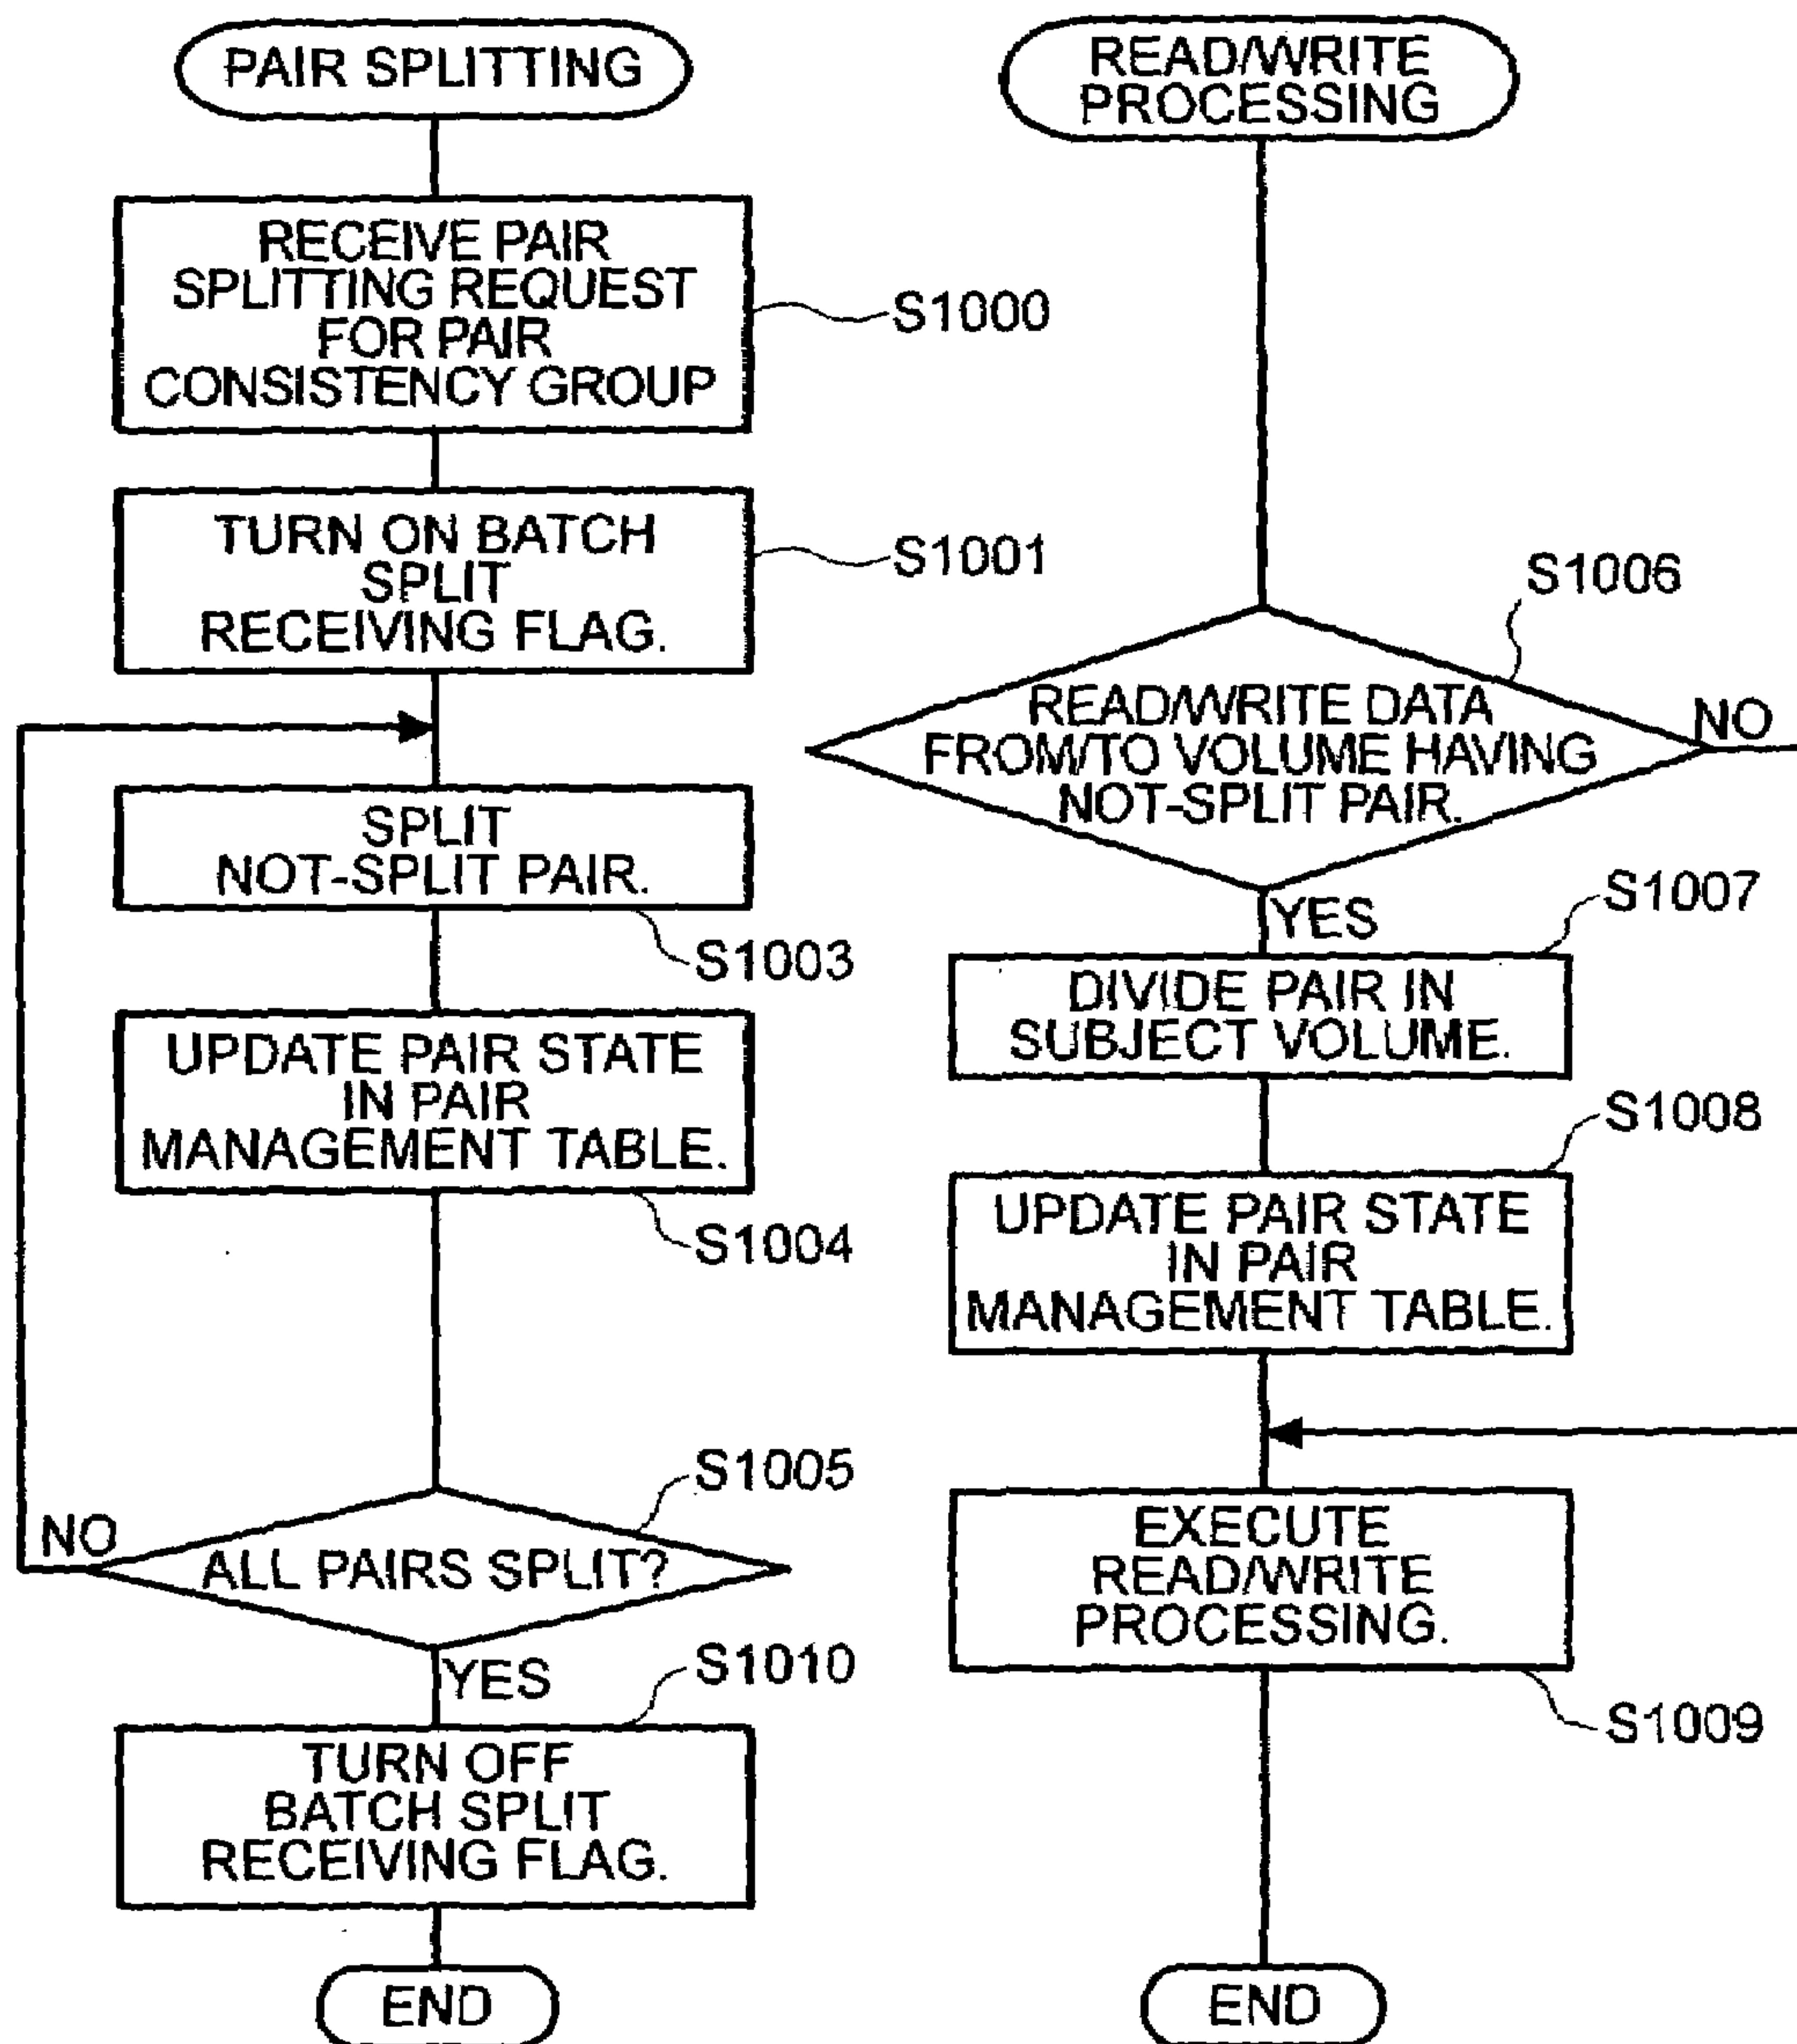 PAIR SPLITTING
RECEIVE PAIR
SPLITTING REQUEST
FOR PAIR
CONSISTENCY GROUP
S1000
TURN ON BATCH
SPLIT
RECEIVING FLAG.
S1001
SPLIT
NOT-SPLIT PAIR.
S1003
UPDATE PAIR STATE
IN PAIR
MANAGEMENT TABLE.
S1004
S1005
NO
ALL PAIRS SPLIT?
YES
S1010
TURN OFF
BATCH SPLIT
RECEIVING FLAG.
END
READ/WRITE
PROCESSING
S1006
READ/WRITE DATA
FROM/TO VOLUME HAVING
NOT-SPLIT PAIR.
NO
YES
S1007
DIVIDE PAIR IN
SUBJECT VOLUME.
S1008
UPDATE PAIR STATE
IN PAIR
MANAGEMENT TABLE.
EXECUTE
READ/WRITE
PROCESSING.
S1009
END